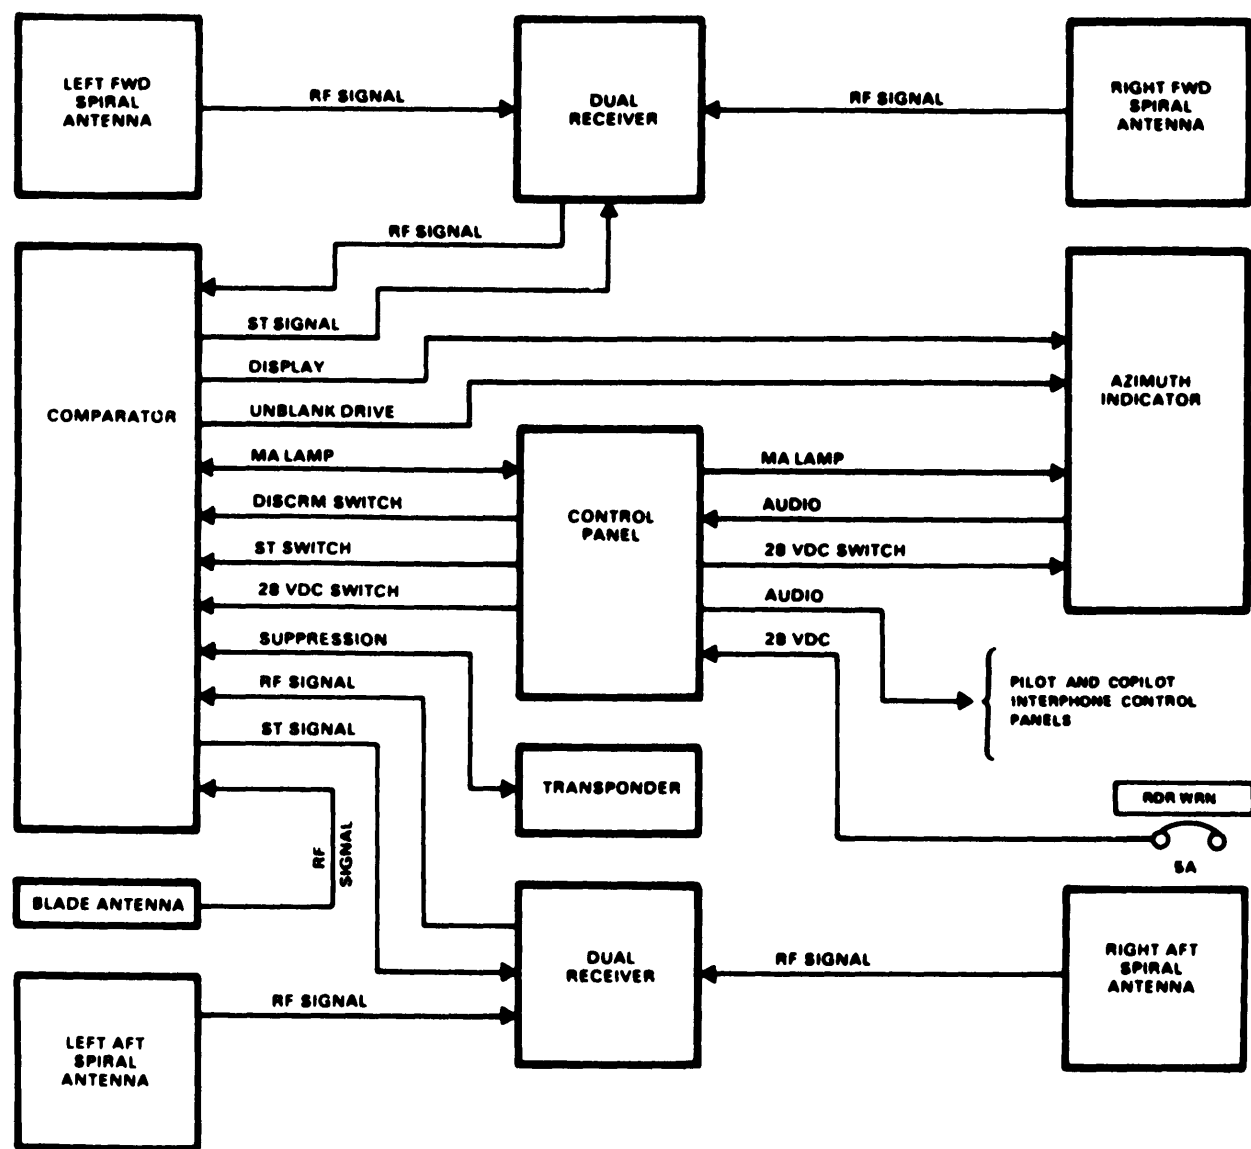 LEFT FWD
SPIRAL
ANTENNA
RF SIGNAL
DUAL
RECEIVER
RF SIGNAL
RIGHT FWD
SPIRAL
ANTENNA
RF SIGNAL
ST SIGNAL
DISPLAY
UNBLANK DRIVE
COMPARATOR
AZIMUTH
INDICATOR
MA LAMP
DISCRM SWITCH
ST SWITCH
28 VDC SWITCH
SUPPRESSION
RF SIGNAL
ST SIGNAL
CONTROL
PANEL
MA LAMP
AUDIO
28 VDC SWITCH
AUDIO
28 VDC
PILOT AND COPILOT
INTERPHONE CONTROL
PANELS
TRANSPONDER
RDR WRN
5A
RF
SIGNAL
BLADE ANTENNA
DUAL
RECEIVER
RF SIGNAL
RIGHT AFT
SPIRAL
ANTENNA
RF SIGNAL
LEFT AFT
SPIRAL
ANTENNA